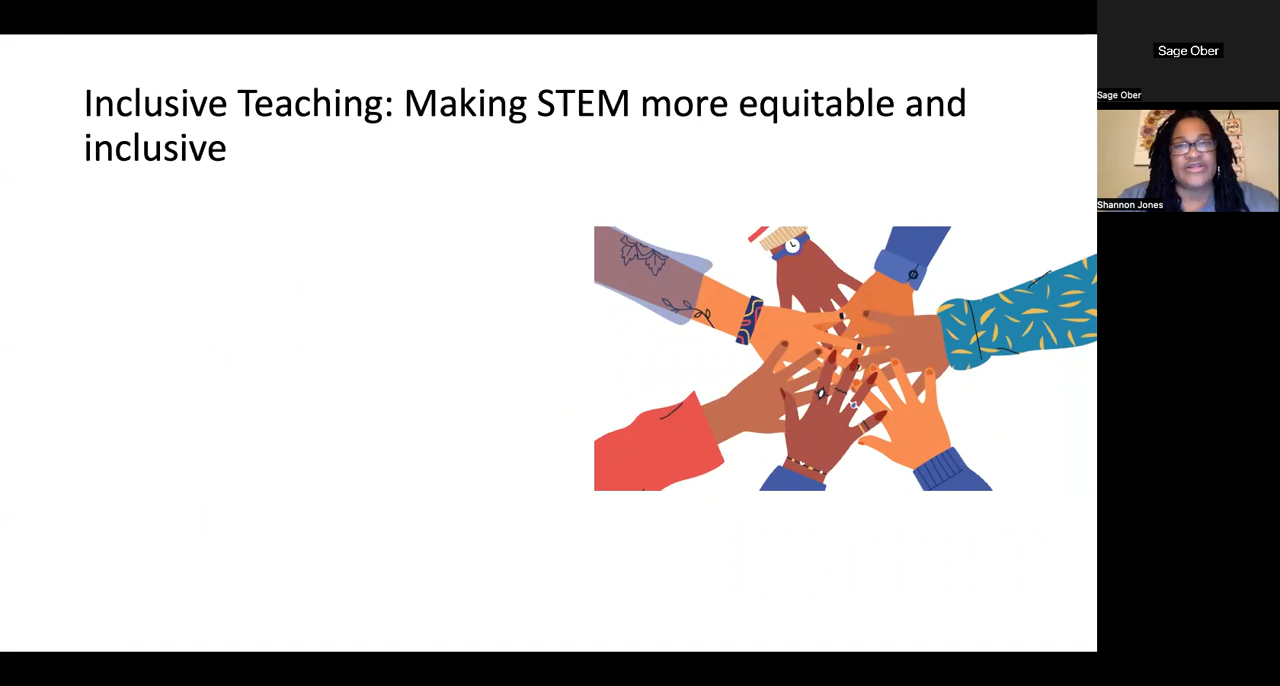 Inclusive Teaching: Making STEM more equitable and
inclusive
Sage Ober
Sage Ober
Shannon Jones